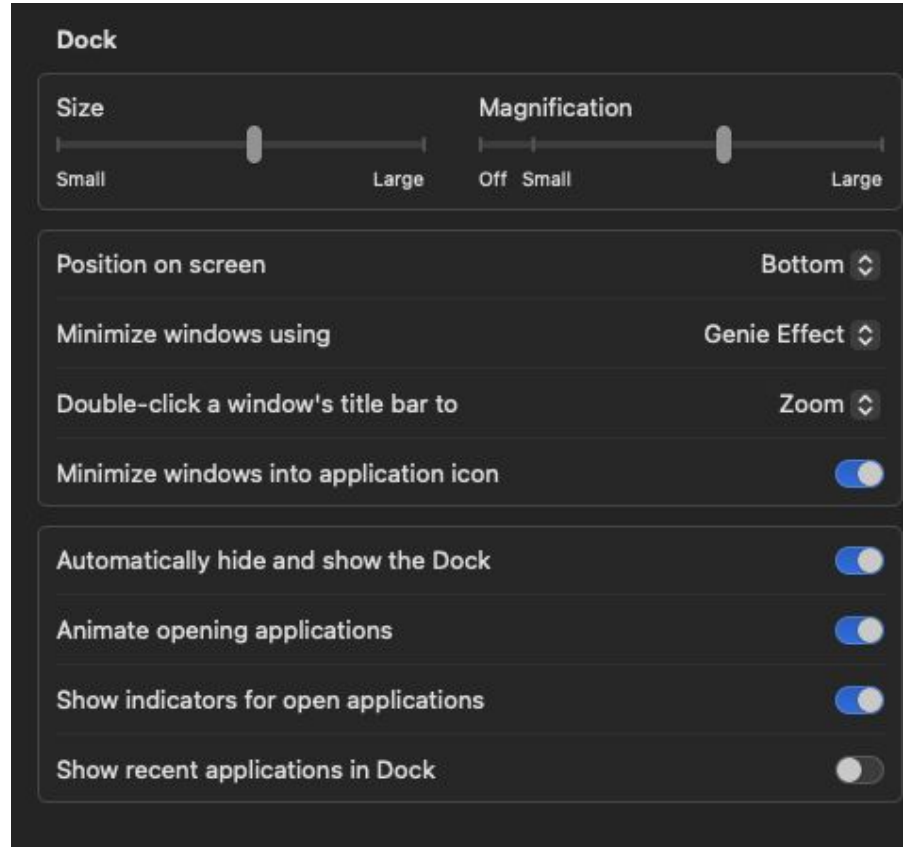 Dock
Size Magnification
Small Large Off Small Large
Position on screen Bottom
Minimize windows using Genie Effect
Double-click a window's title bar to Zoom
Minimize windows into application icon
Automatically hide and show the Dock
Animate opening applications
Show indicators for open applications
Show recent applications in Dock